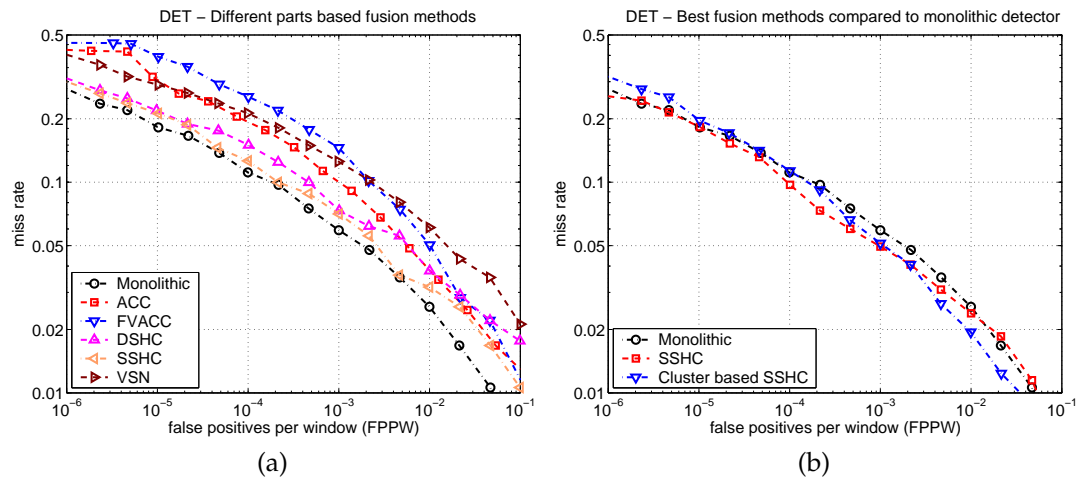 DET − Different parts based fusion methods
0.5
0.2
0.1
0.05
0.02
0.01
miss rate
Monolithic
ACC
FVACC
DSHC
SSHC
VSN
10−6
10−5
10−4
10−3
10−2
10−1
false positives per window (FPPW)
(a)
DET − Best fusion methods compared to monolithic detector
0.5
0.2
0.1
0.05
0.02
0.01
miss rate
Monolithic
SSHC
Cluster based SSHC
10−6
10−5
10−4
10−3
10−2
10−1
false positives per window (FPPW)
(b)